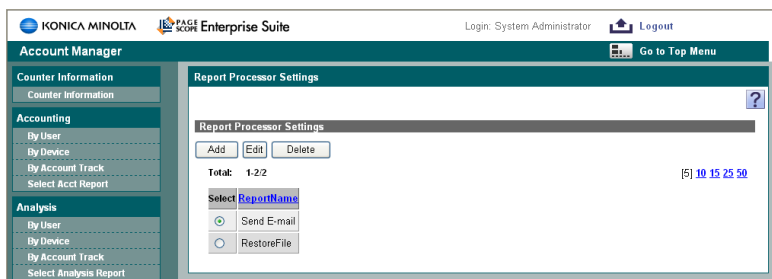 KONICA MINOLTA PAGE SCOPE Enterprise Suite Login: System Administrator Logout
Account Manager Go to Top Menu
Counter Information
Counter Information
Accounting
By User
By Device
By Account Track
Select Acct Report
Analysis
By User
By Device
By Account Track
Select Analysis Report
Report Processor Settings
?
Report Processor Settings
Add Edit Delete
Total: 1-2/2 [5] 10 15 25 50
Select ReportName
Send E-mail
RestoreFile